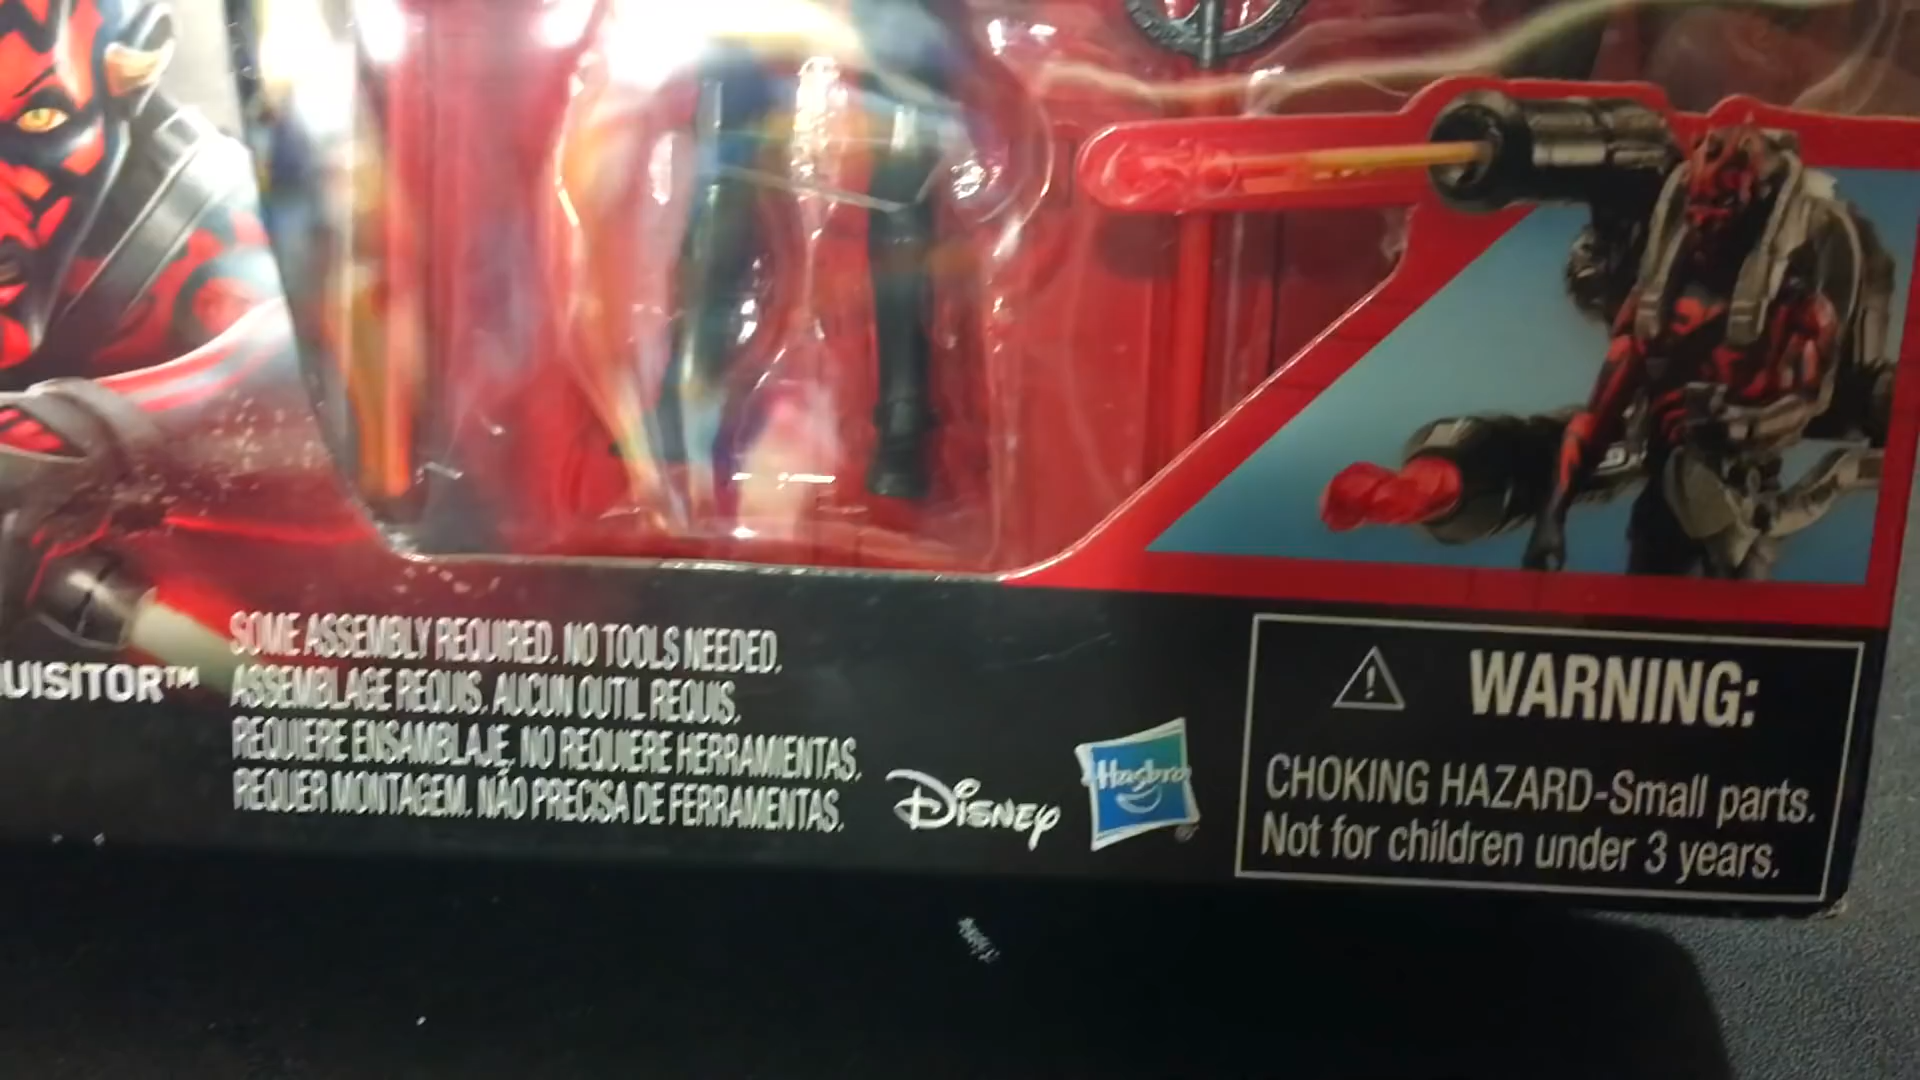 UISITOR™
SOME ASSEMBLY REQUIRED. NO TOOLS NEEDED.
ASSEMBLAGE REQUIS. AUCUN OUTIL REQUIS.
REQUIERE ENSAMBLAJE, NO REQUIERE HERRAMIENTAS.
REQUER MONTAGEM. NÃO PRECISA DE FERRAMENTAS.
Disney
Hasbro
®
WARNING:
CHOKING HAZARD-Small parts.
Not for children under 3 years.